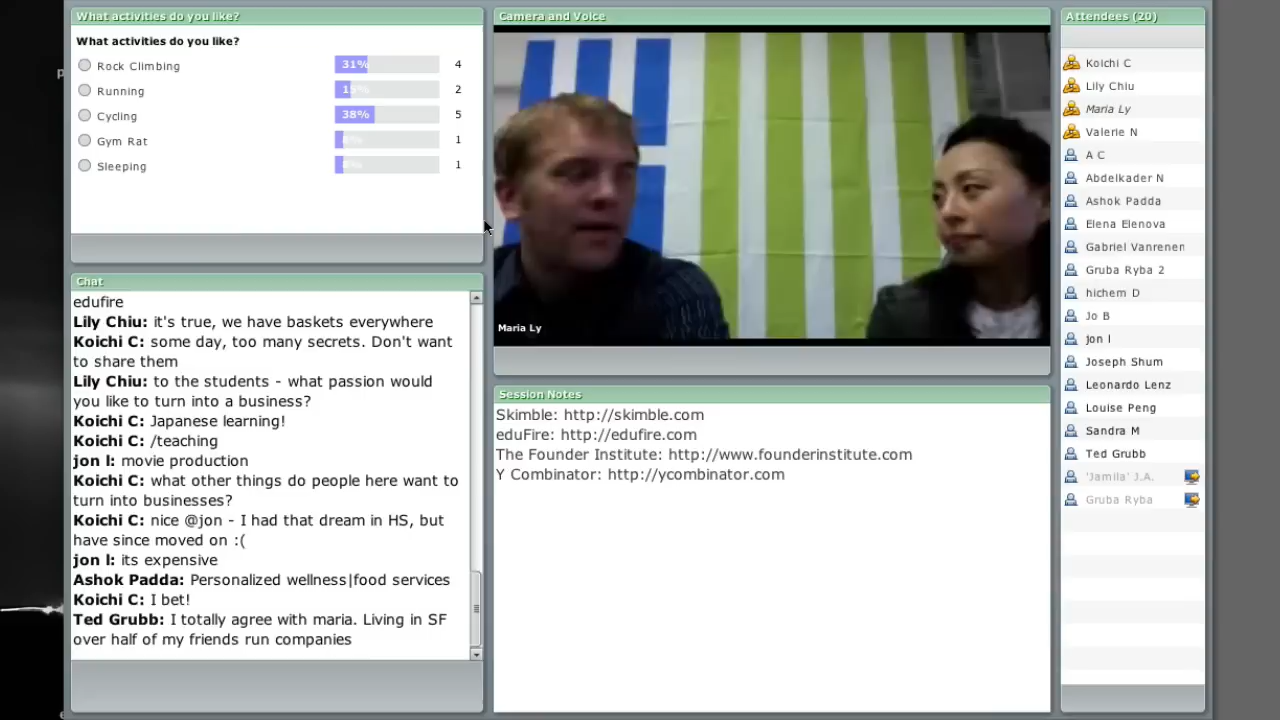 What activities do you like?
What activities do you like?
Rock Climbing 31% 4
Running 15% 2
Cycling 38% 5
Gym Rat 8% 1
Sleeping 8% 1
Chat
edufire
Lily Chiu: it's true, we have baskets everywhere
Koichi C: some day, too many secrets. Don't want
to share them
Lily Chiu: to the students - what passion would
you like to turn into a business?
Koichi C: Japanese learning!
Koichi C: /teaching
jon l: movie production
Koichi C: what other things do people here want to
turn into businesses?
Koichi C: nice @jon - I had that dream in HS, but
have since moved on :(
jon l: its expensive
Ashok Padda: Personalized wellness|food services
Koichi C: I bet!
Ted Grubb: I totally agree with maria. Living in SF
over half of my friends run companies
Camera and Voice
Maria Ly
Session Notes
Skimble: http://skimble.com
eduFire: http://edufire.com
The Founder Institute: http://www.founderinstitute.com
Y Combinator: http://ycombinator.com
Attendees (20)
Koichi C
Lily Chiu
Maria Ly
Valerie N
A C
Abdelkader N
Ashok Padda
Elena Elenova
Gabriel Vanrenen
Gruba Ryba 2
hichem D
Jo B
jon l
Joseph Shum
Leonardo Lenz
Louise Peng
Sandra M
Ted Grubb
'Jamila' J.A.
Gruba Ryba